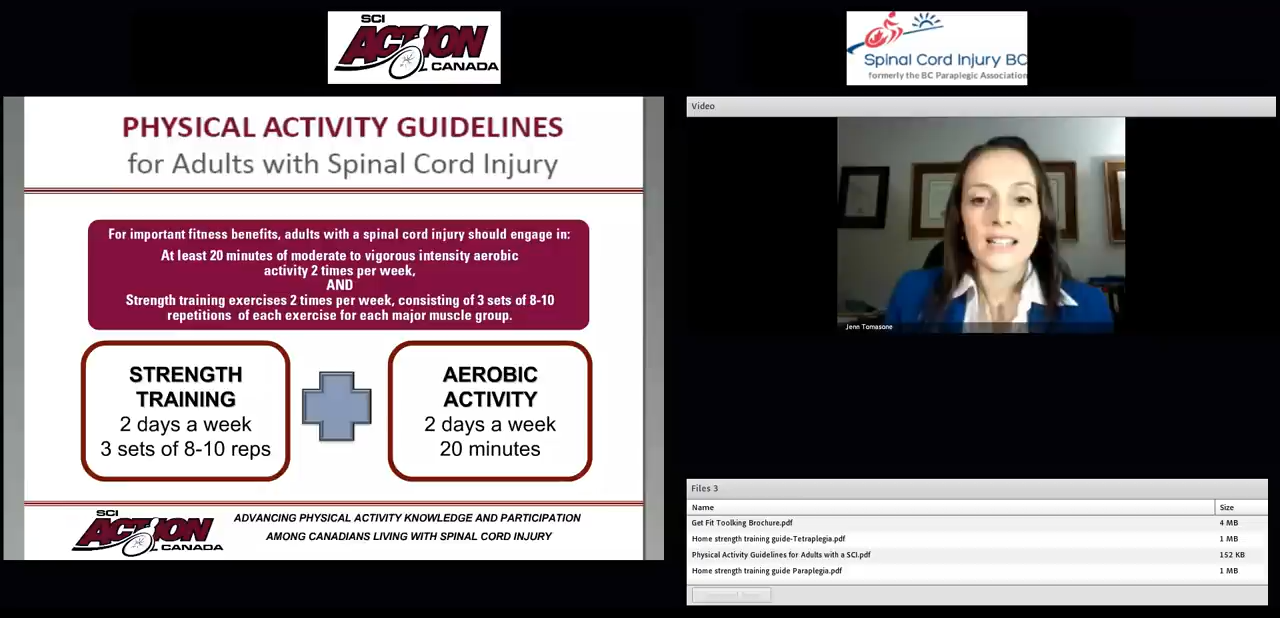 SCI
ACTION
CANADA
Spinal Cord Injury BC
formerly the BC Paraplegic Association
PHYSICAL ACTIVITY GUIDELINES
for Adults with Spinal Cord Injury
For important fitness benefits, adults with a spinal cord injury should engage in:
At least 20 minutes of moderate to vigorous intensity aerobic
activity 2 times per week,
AND
Strength training exercises 2 times per week, consisting of 3 sets of 8-10
repetitions of each exercise for each major muscle group.
STRENGTH
TRAINING
2 days a week
3 sets of 8-10 reps
AEROBIC
ACTIVITY
2 days a week
20 minutes
SCI
ACTION
CANADA
ADVANCING PHYSICAL ACTIVITY KNOWLEDGE AND PARTICIPATION
AMONG CANADIANS LIVING WITH SPINAL CORD INJURY
Video
Jenn Tomasone
Files 3
Name Size
Get Fit Toolking Brochure.pdf 4 MB
Home strength training guide-Tetraplegia.pdf 1 MB
Physical Activity Guidelines for Adults with a SCI.pdf 152 KB
Home strength training guide Paraplegia.pdf 1 MB